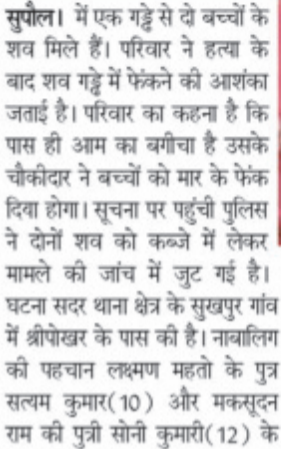 सुपौल। में एक गड्ढे से दो बच्चों के
शव मिले हैं। परिवार ने हत्या के
बाद शव गड्ढे में फेंकने की आशंका
जताई है। परिवार का कहना है कि
पास ही आम का बगीचा है उसके
चौकीदार ने बच्चों को मार के फेंक
दिया होगा। सूचना पर पहुंची पुलिस
ने दोनों शव को कब्जे में लेकर
मामले की जांच में जुट गई है।
घटना सदर थाना क्षेत्र के सुखपुर गांव
में श्रीपोखर के पास की है। नाबालिग
की पहचान लक्ष्मण महतो के पुत्र
सत्यम कुमार(10) और मकसूदन
राम की पुत्री सोनी कुमारी(12) के